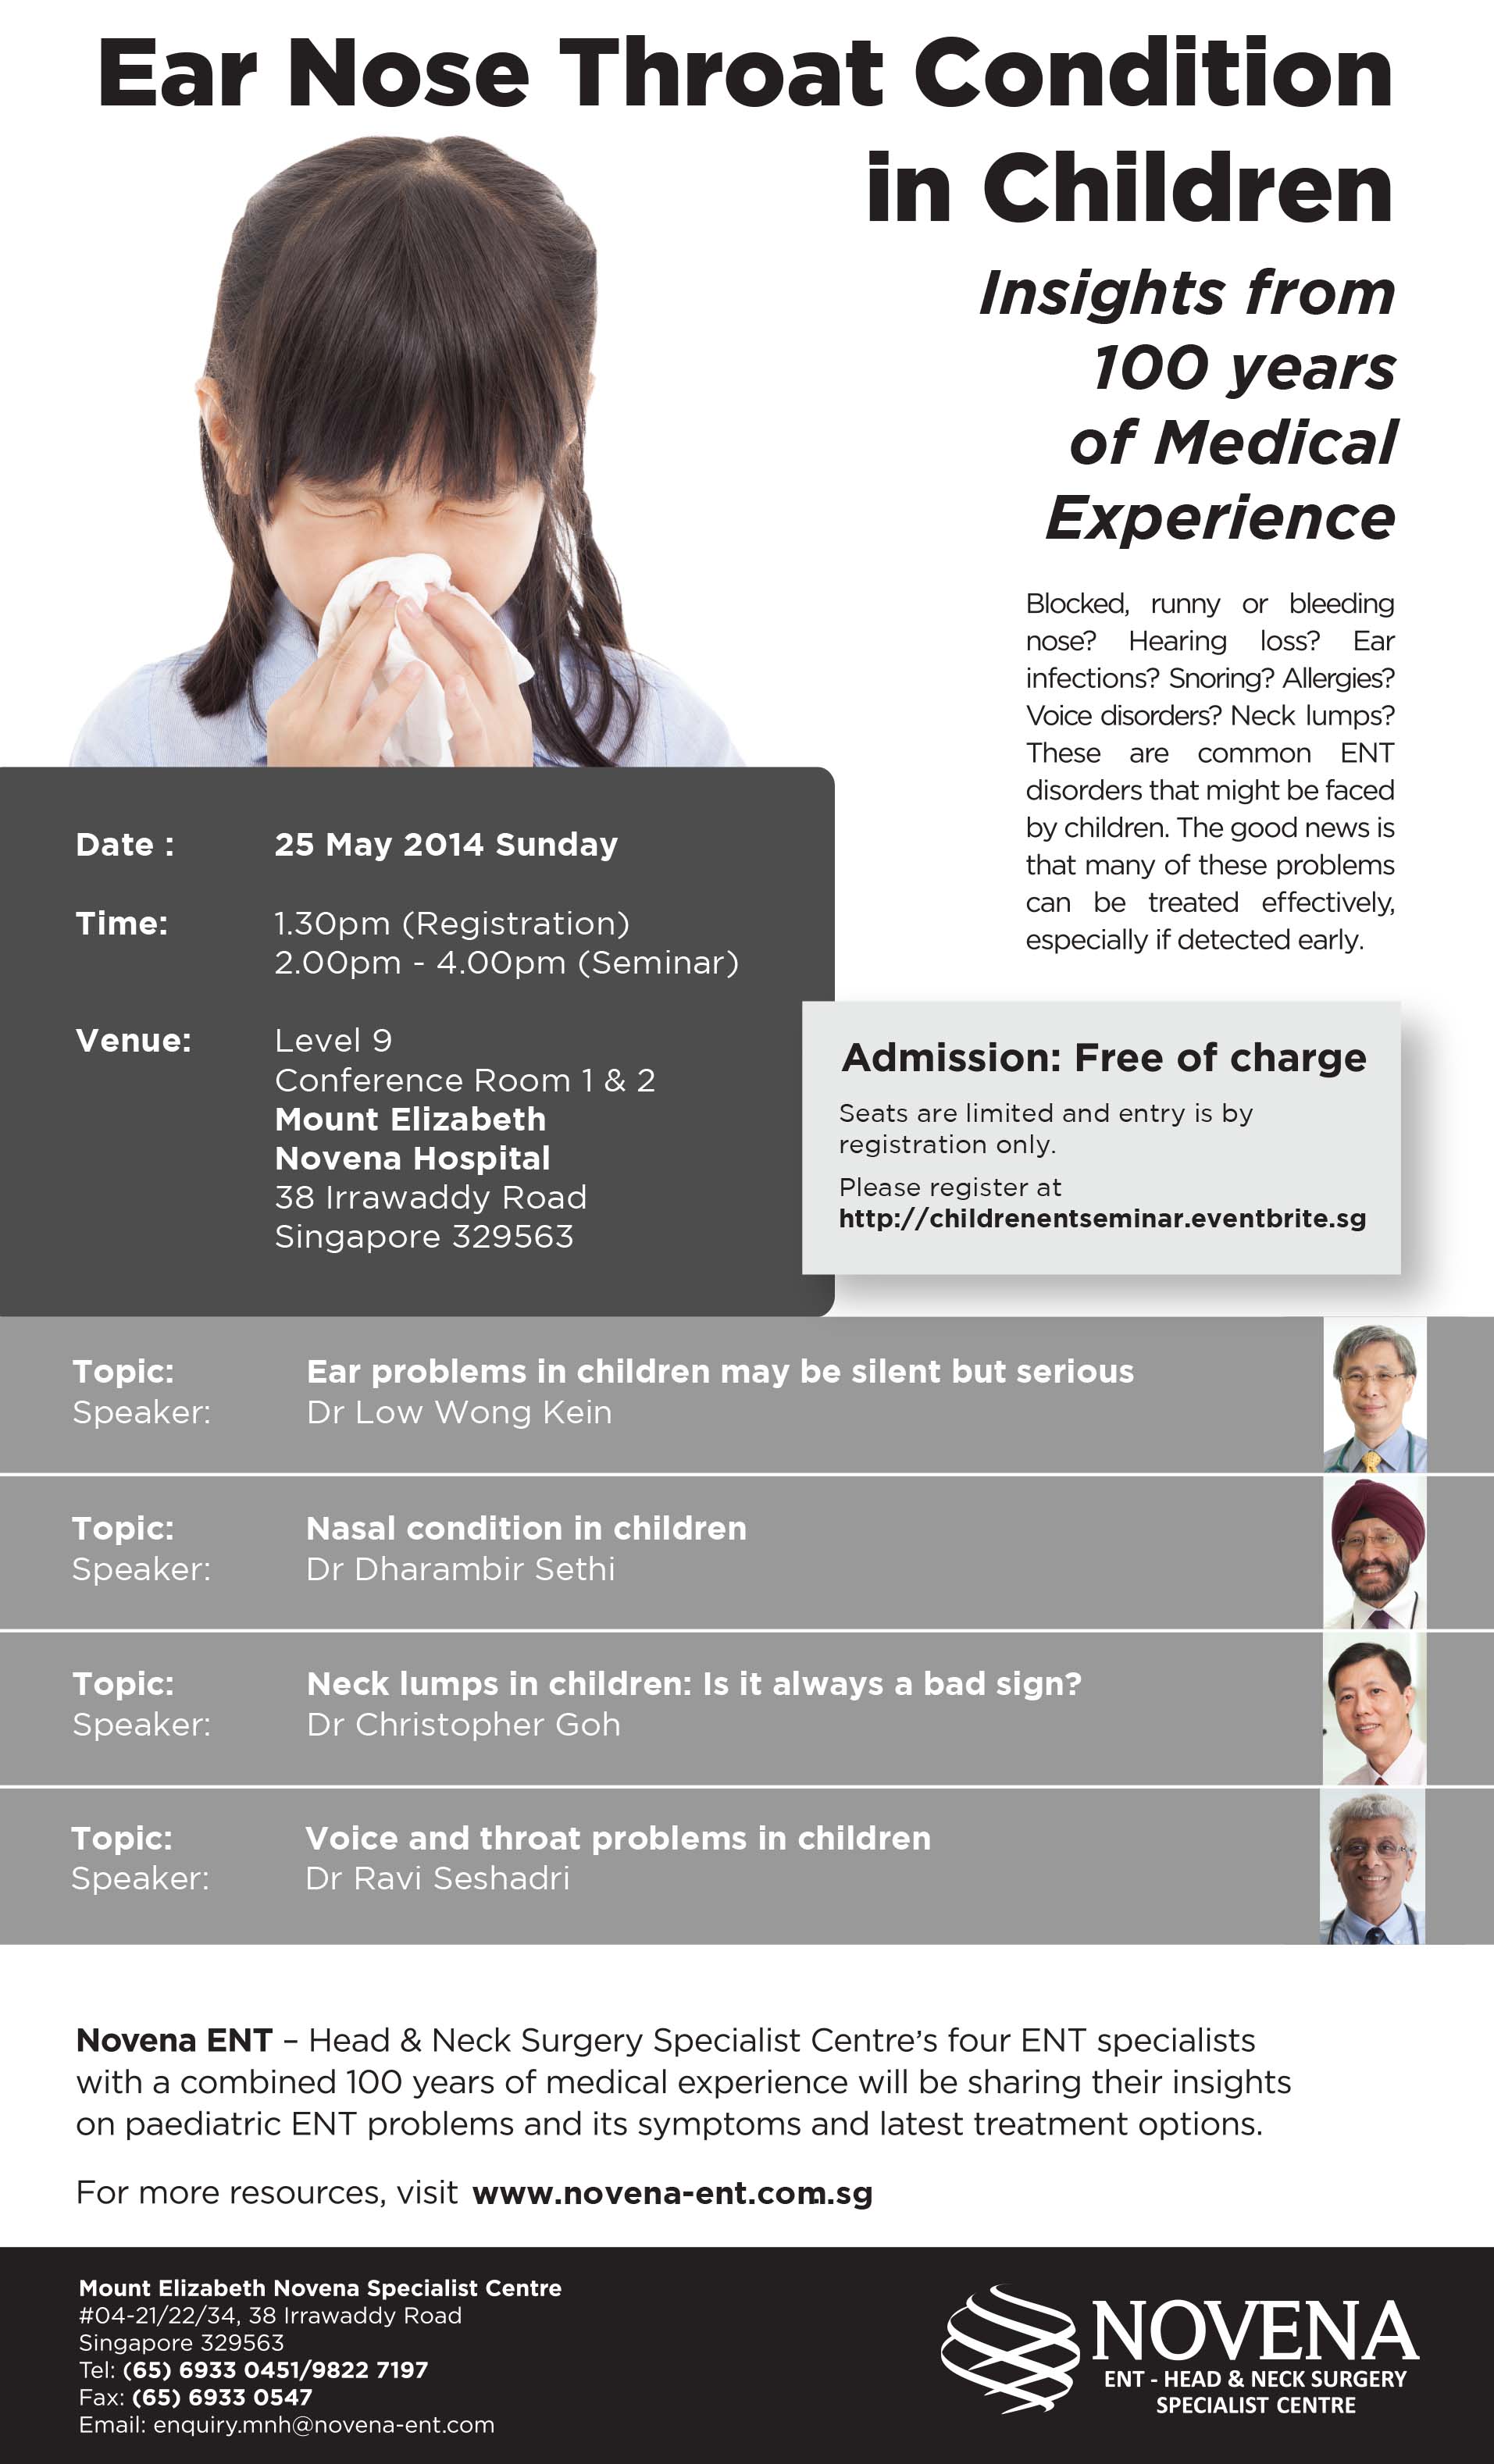 Ear Nose Throat Condition
in Children
Insights from
100 years
of Medical
Experience
Blocked, runny or bleeding
nose? Hearing loss? Ear
infections? Snoring? Allergies?
Voice disorders? Neck lumps?
These are common ENT
disorders that might be faced
by children. The good news is
that many of these problems
can be treated effectively,
especially if detected early.
Date : 25 May 2014 Sunday
Time: 1.30pm (Registration)
2.00pm - 4.00pm (Seminar)
Venue: Level 9
Conference Room 1 & 2
Mount Elizabeth
Novena Hospital
38 Irrawaddy Road
Singapore 329563
Admission: Free of charge
Seats are limited and entry is by
registration only.
Please register at
http://childrenentseminar.eventbrite.sg
Topic: Ear problems in children may be silent but serious
Speaker: Dr Low Wong Kein
Topic: Nasal condition in children
Speaker: Dr Dharambir Sethi
Topic: Neck lumps in children: Is it always a bad sign?
Speaker: Dr Christopher Goh
Topic: Voice and throat problems in children
Speaker: Dr Ravi Seshadri
Novena ENT – Head & Neck Surgery Specialist Centre's four ENT specialists
with a combined 100 years of medical experience will be sharing their insights
on paediatric ENT problems and its symptoms and latest treatment options.
For more resources, visit www.novena-ent.com.sg
Mount Elizabeth Novena Specialist Centre
#04-21/22/34, 38 Irrawaddy Road
Singapore 329563
Tel: (65) 6933 0451/9822 7197
Fax: (65) 6933 0547
Email: enquiry.mnh@novena-ent.com
NOVENA
ENT - HEAD & NECK SURGERY
SPECIALIST CENTRE